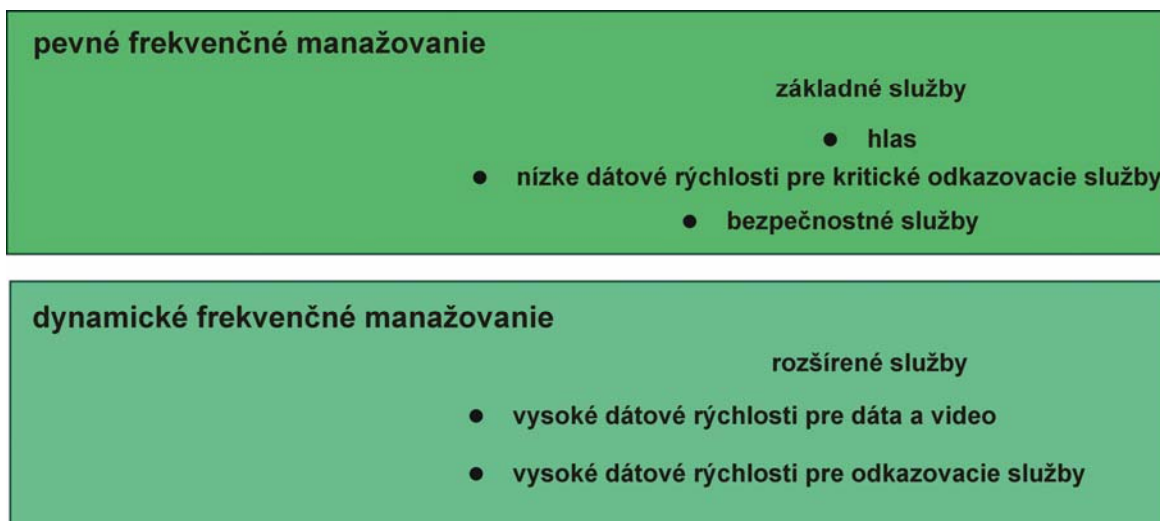 pevné frekvenčné manažovanie
základné služby
● hlas
● nízke dátové rýchlosti pre kritické odkazovacie služby
● bezpečnostné služby
dynamické frekvenčné manažovanie
rozšírené služby
● vysoké dátové rýchlosti pre dáta a video
● vysoké dátové rýchlosti pre odkazovacie služby